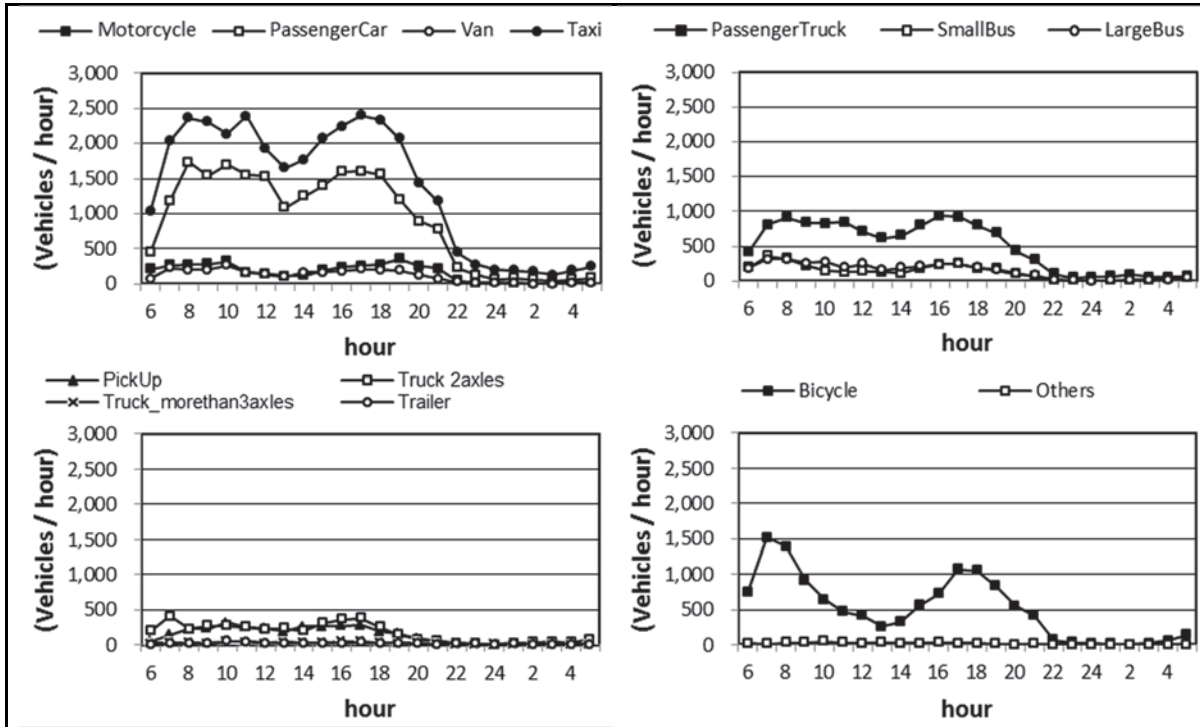 Motorcycle PassengerCar Van Taxi
(Vehicles / hour)
3,000
2,500
2,000
1,500
1,000
500
0
6 8 10 12 14 16 18 20 22 24 2 4
hour
PassengerTruck SmallBus LargeBus
(Vehicles / hour)
3,000
2,500
2,000
1,500
1,000
500
0
6 8 10 12 14 16 18 20 22 24 2 4
hour
PickUp Truck 2axles
Truck_morethan3axles Trailer
(Vehicles / hour)
3,000
2,500
2,000
1,500
1,000
500
0
6 8 10 12 14 16 18 20 22 24 2 4
hour
Bicycle Others
(Vehicles / hour)
3,000
2,500
2,000
1,500
1,000
500
0
6 8 10 12 14 16 18 20 22 24 2 4
hour